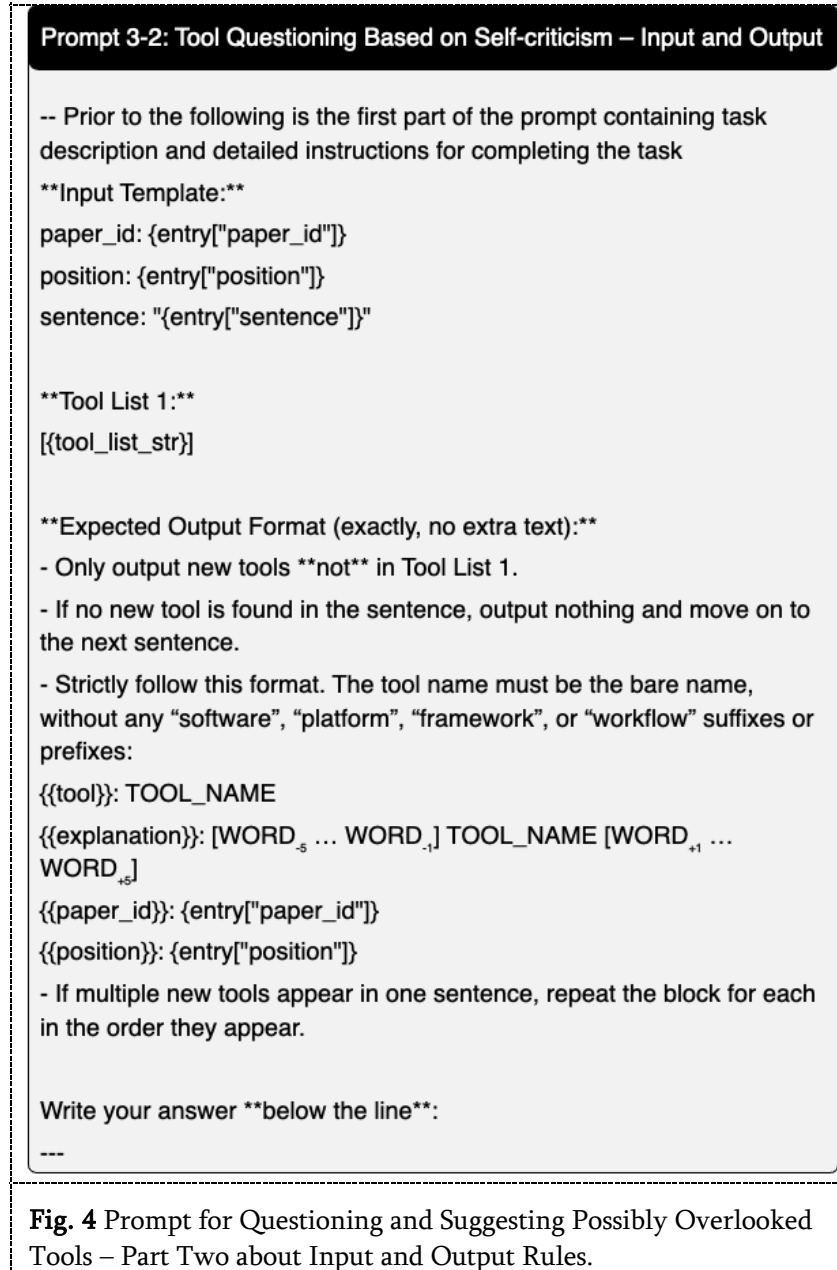 Prompt 3-2: Tool Questioning Based on Self-criticism – Input and Output
-- Prior to the following is the first part of the prompt containing task
description and detailed instructions for completing the task
**Input Template:**
paper_id: {entry["paper_id"]}
position: {entry["position"]}
sentence: "{entry["sentence"]}"
**Tool List 1:**
[{tool_list_str}]
**Expected Output Format (exactly, no extra text):**
- Only output new tools **not** in Tool List 1.
- If no new tool is found in the sentence, output nothing and move on to
the next sentence.
- Strictly follow this format. The tool name must be the bare name,
without any “software”, “platform”, “framework”, or “workflow” suffixes or
prefixes:
{{tool}}: TOOL_NAME
{{explanation}}: [WORD₋₅ … WORD₋₁] TOOL_NAME [WORD₊₁ …
WORD₊₅]
{{paper_id}}: {entry["paper_id"]}
{{position}}: {entry["position"]}
- If multiple new tools appear in one sentence, repeat the block for each
in the order they appear.
Write your answer **below the line**:
---
Fig. 4 Prompt for Questioning and Suggesting Possibly Overlooked
Tools – Part Two about Input and Output Rules.